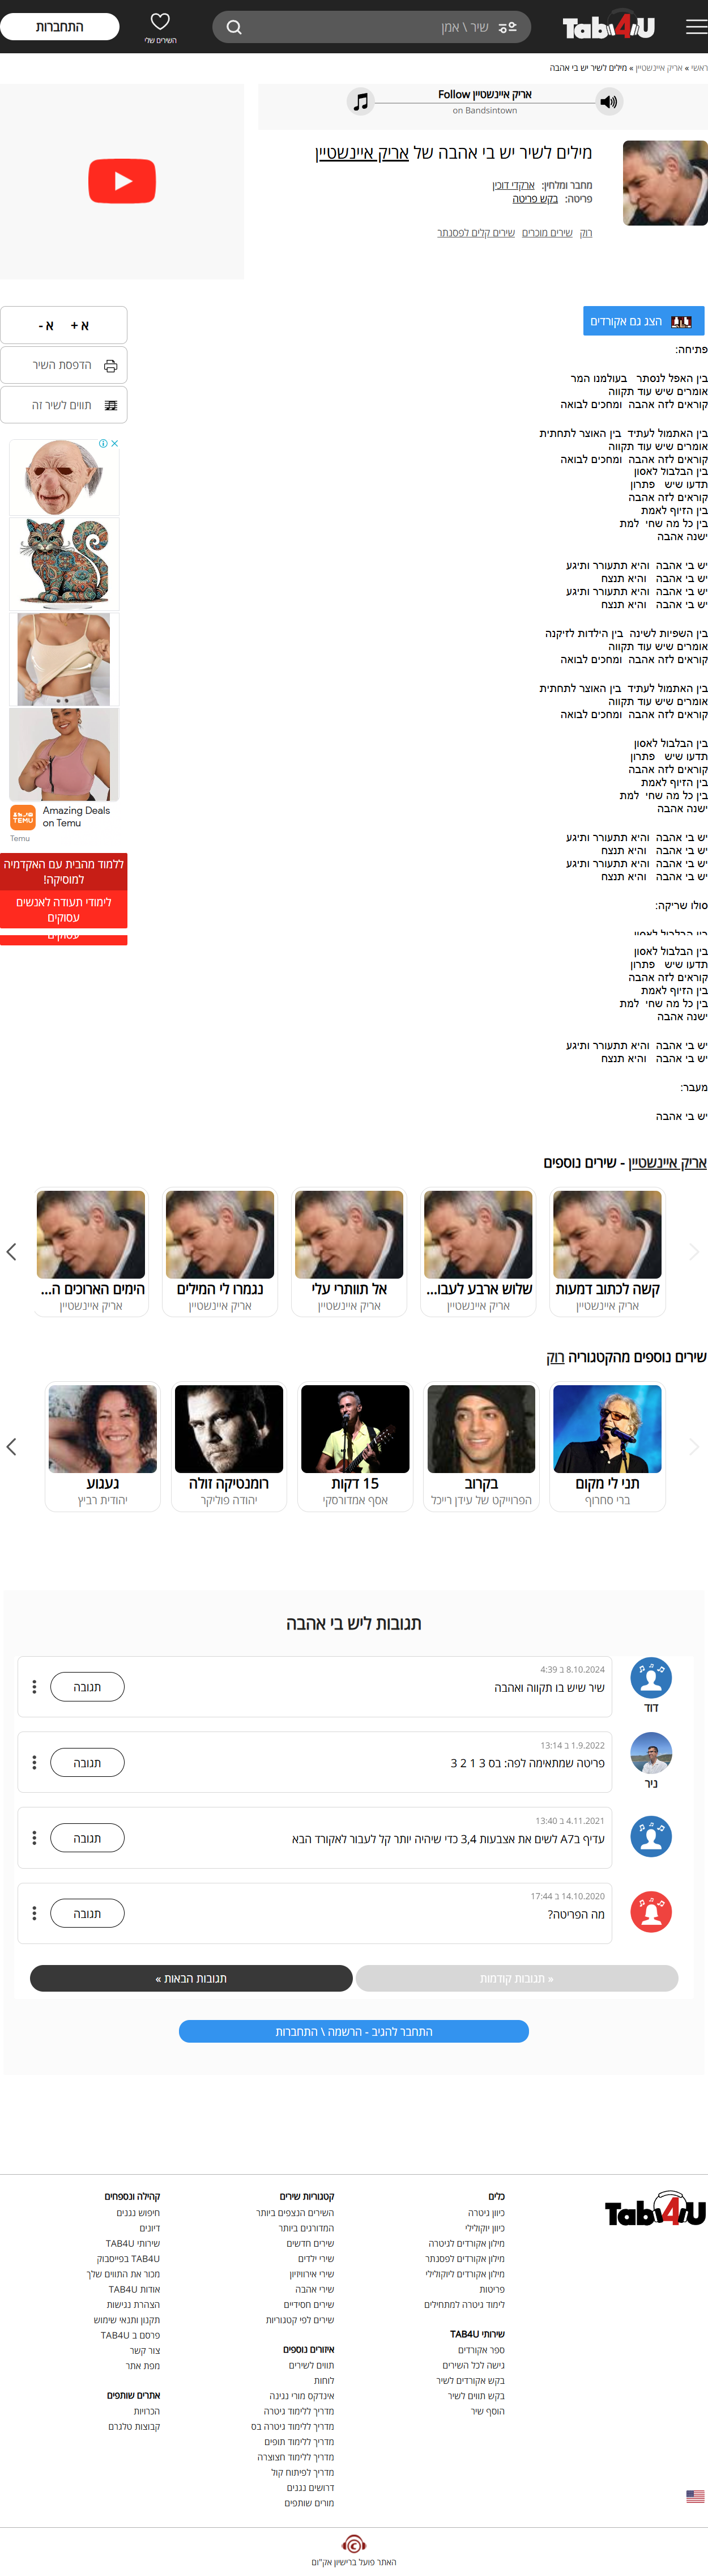 Tab4U
שיר \ אמן
השירים שלי
התחברות
ראשי » אריק איינשטיין » מילים לשיר יש בי אהבה
אריק איינשטיין Follow
on Bandsintown
מילים לשיר יש בי אהבה של אריק איינשטיין
מחבר ומלחין: ארקדי דוכין
פריטה: בקש פריטה
רוק שירים מוכרים שירים קלים לפסנתר
הצג גם אקורדים
א + א -
הדפסת השיר
תווים לשיר זה
פתיחה:
בין האפל לנסתר בעולמנו המר
אומרים שיש עוד תקווה
קוראים לזה אהבה ומחכים לבואה
בין האתמול לעתיד בין האוצר לתחתית
אומרים שיש עוד תקווה
קוראים לזה אהבה ומחכים לבואה
בין הבלבול לאסון
תדעו שיש פתרון
קוראים לזה אהבה
בין הזיוף לאמת
בין כל מה שחי למת
ישנה אהבה
יש בי אהבה והיא תתעורר ותיגע
יש בי אהבה והיא תנצח
יש בי אהבה והיא תתעורר ותיגע
יש בי אהבה והיא תנצח
בין השפיות לשינה בין הילדות לזיקנה
אומרים שיש עוד תקווה
קוראים לזה אהבה ומחכים לבואה
בין האתמול לעתיד בין האוצר לתחתית
אומרים שיש עוד תקווה
קוראים לזה אהבה ומחכים לבואה
בין הבלבול לאסון
תדעו שיש פתרון
קוראים לזה אהבה
בין הזיוף לאמת
בין כל מה שחי למת
ישנה אהבה
יש בי אהבה והיא תתעורר ותיגע
יש בי אהבה והיא תנצח
יש בי אהבה והיא תתעורר ותיגע
יש בי אהבה והיא תנצח
סולו שריקה:
בין הבלבול לאסון
בין הבלבול לאסון
תדעו שיש פתרון
קוראים לזה אהבה
בין הזיוף לאמת
בין כל מה שחי למת
ישנה אהבה
יש בי אהבה והיא תתעורר ותיגע
יש בי אהבה והיא תנצח
מעבר:
יש בי אהבה
TEMU
Amazing Deals
on Temu
Temu
ללמוד מהבית עם האקדמיה
למוסיקה!
לימודי תעודה לאנשים
עסוקים
עסוקים
אריק איינשטיין - שירים נוספים
קשה לכתוב דמעות
אריק איינשטיין
שלוש ארבע לעבו...
אריק איינשטיין
אל תוותרי עלי
אריק איינשטיין
נגמרו לי המילים
אריק איינשטיין
הימים הארוכים ה...
אריק איינשטיין
שירים נוספים מהקטגוריה רוק
תני לי מקום
ברי סחרוף
בקרוב
הפרוייקט של עידן רייכל
15 דקות
אסף אמדורסקי
רומנטיקה זולה
יהודה פוליקר
געגוע
יהודית רביץ
תגובות ליש בי אהבה
8.10.2024 ב 4:39
שיר שיש בו תקווה ואהבה
תגובה
דוד
1.9.2022 ב 13:14
פריטה שמתאימה לפה: בס 3 1 2 3
תגובה
ניר
4.11.2021 ב 13:40
עדיף בA7 לשים את אצבעות 3,4 כדי שיהיה יותר קל לעבור לאקורד הבא
תגובה
14.10.2020 ב 17:44
מה הפריטה?
תגובה
« תגובות קודמות
תגובות הבאות »
התחבר להגיב - הרשמה \ התחברות
Tab4U
כלים
כיוון גיטרה
כיוון יוקולילי
מילון אקורדים לגיטרה
מילון אקורדים לפסנתר
מילון אקורדים ליוקולילי
פריטות
לימוד גיטרה למתחילים
שירותי TAB4U
ספר אקורדים
גישה לכל השירים
בקש אקורדים לשיר
בקש תווים לשיר
הוסף שיר
קטגוריות שירים
השירים הנצפים ביותר
המדורגים ביותר
שירים חדשים
שירי ילדים
שירי אירוויזיון
שירי אהבה
שירים חסידיים
שירים לפי קטגוריות
איזורים נוספים
תווים לשירים
לוחות
אינדקס מורי נגינה
מדריך ללימוד גיטרה
מדריך ללימוד גיטרה בס
מדריך ללימוד תופים
מדריך ללימוד חצוצרה
מדריך לפיתוח קול
דרושים נגנים
מורים שותפים
קהילה ונספחים
חיפוש נגנים
דיונים
שירותי TAB4U
TAB4U בפייסבוק
מכור את התווים שלך
אודות TAB4U
הצהרת נגישות
תקנון ותנאי שימוש
פרסם ב TAB4U
צור קשר
מפת אתר
אתרים שותפים
הכרויות
קבוצות טלגרם
האתר פועל ברישיון אק"ום